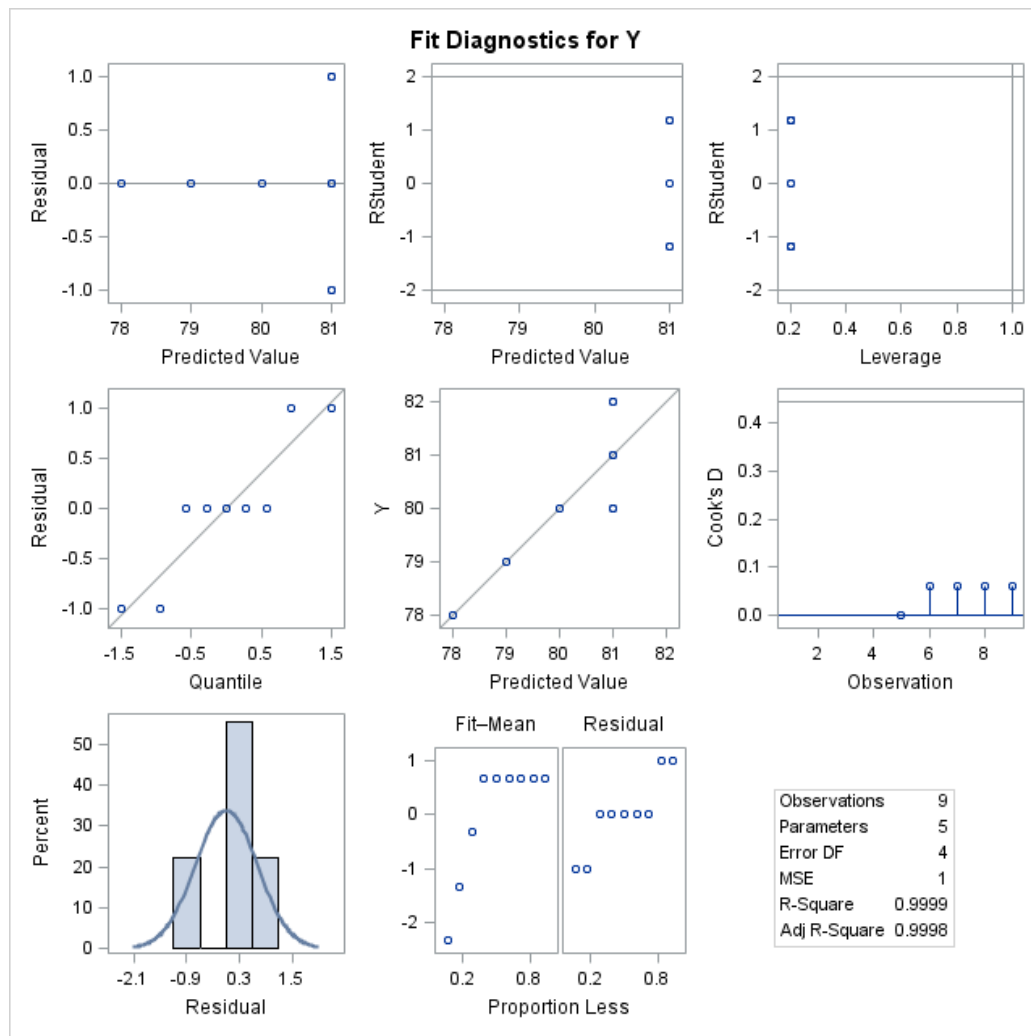 Fit Diagnostics for Y
1.0
0.5
0.0
-0.5
-1.0
Residual
78 79 80 81
Predicted Value
2
1
0
-1
-2
RStudent
78 79 80 81
Predicted Value
2
1
0
-1
-2
RStudent
0.2 0.4 0.6 0.8 1.0
Leverage
1.0
0.5
0.0
-0.5
-1.0
Residual
-1.5 -0.5 0.5 1.5
Quantile
82
81
80
79
78
Y
78 79 80 81 82
Predicted Value
0.4
0.3
0.2
0.1
0.0
Cook's D
2 4 6 8
Observation
50
40
30
20
10
0
Percent
-2.1 -0.9 0.3 1.5
Residual
Fit–Mean Residual
1
0
-1
-2
0.2 0.8 0.2 0.8
Proportion Less
Observations 9
Parameters 5
Error DF 4
MSE 1
R-Square 0.9999
Adj R-Square 0.9998